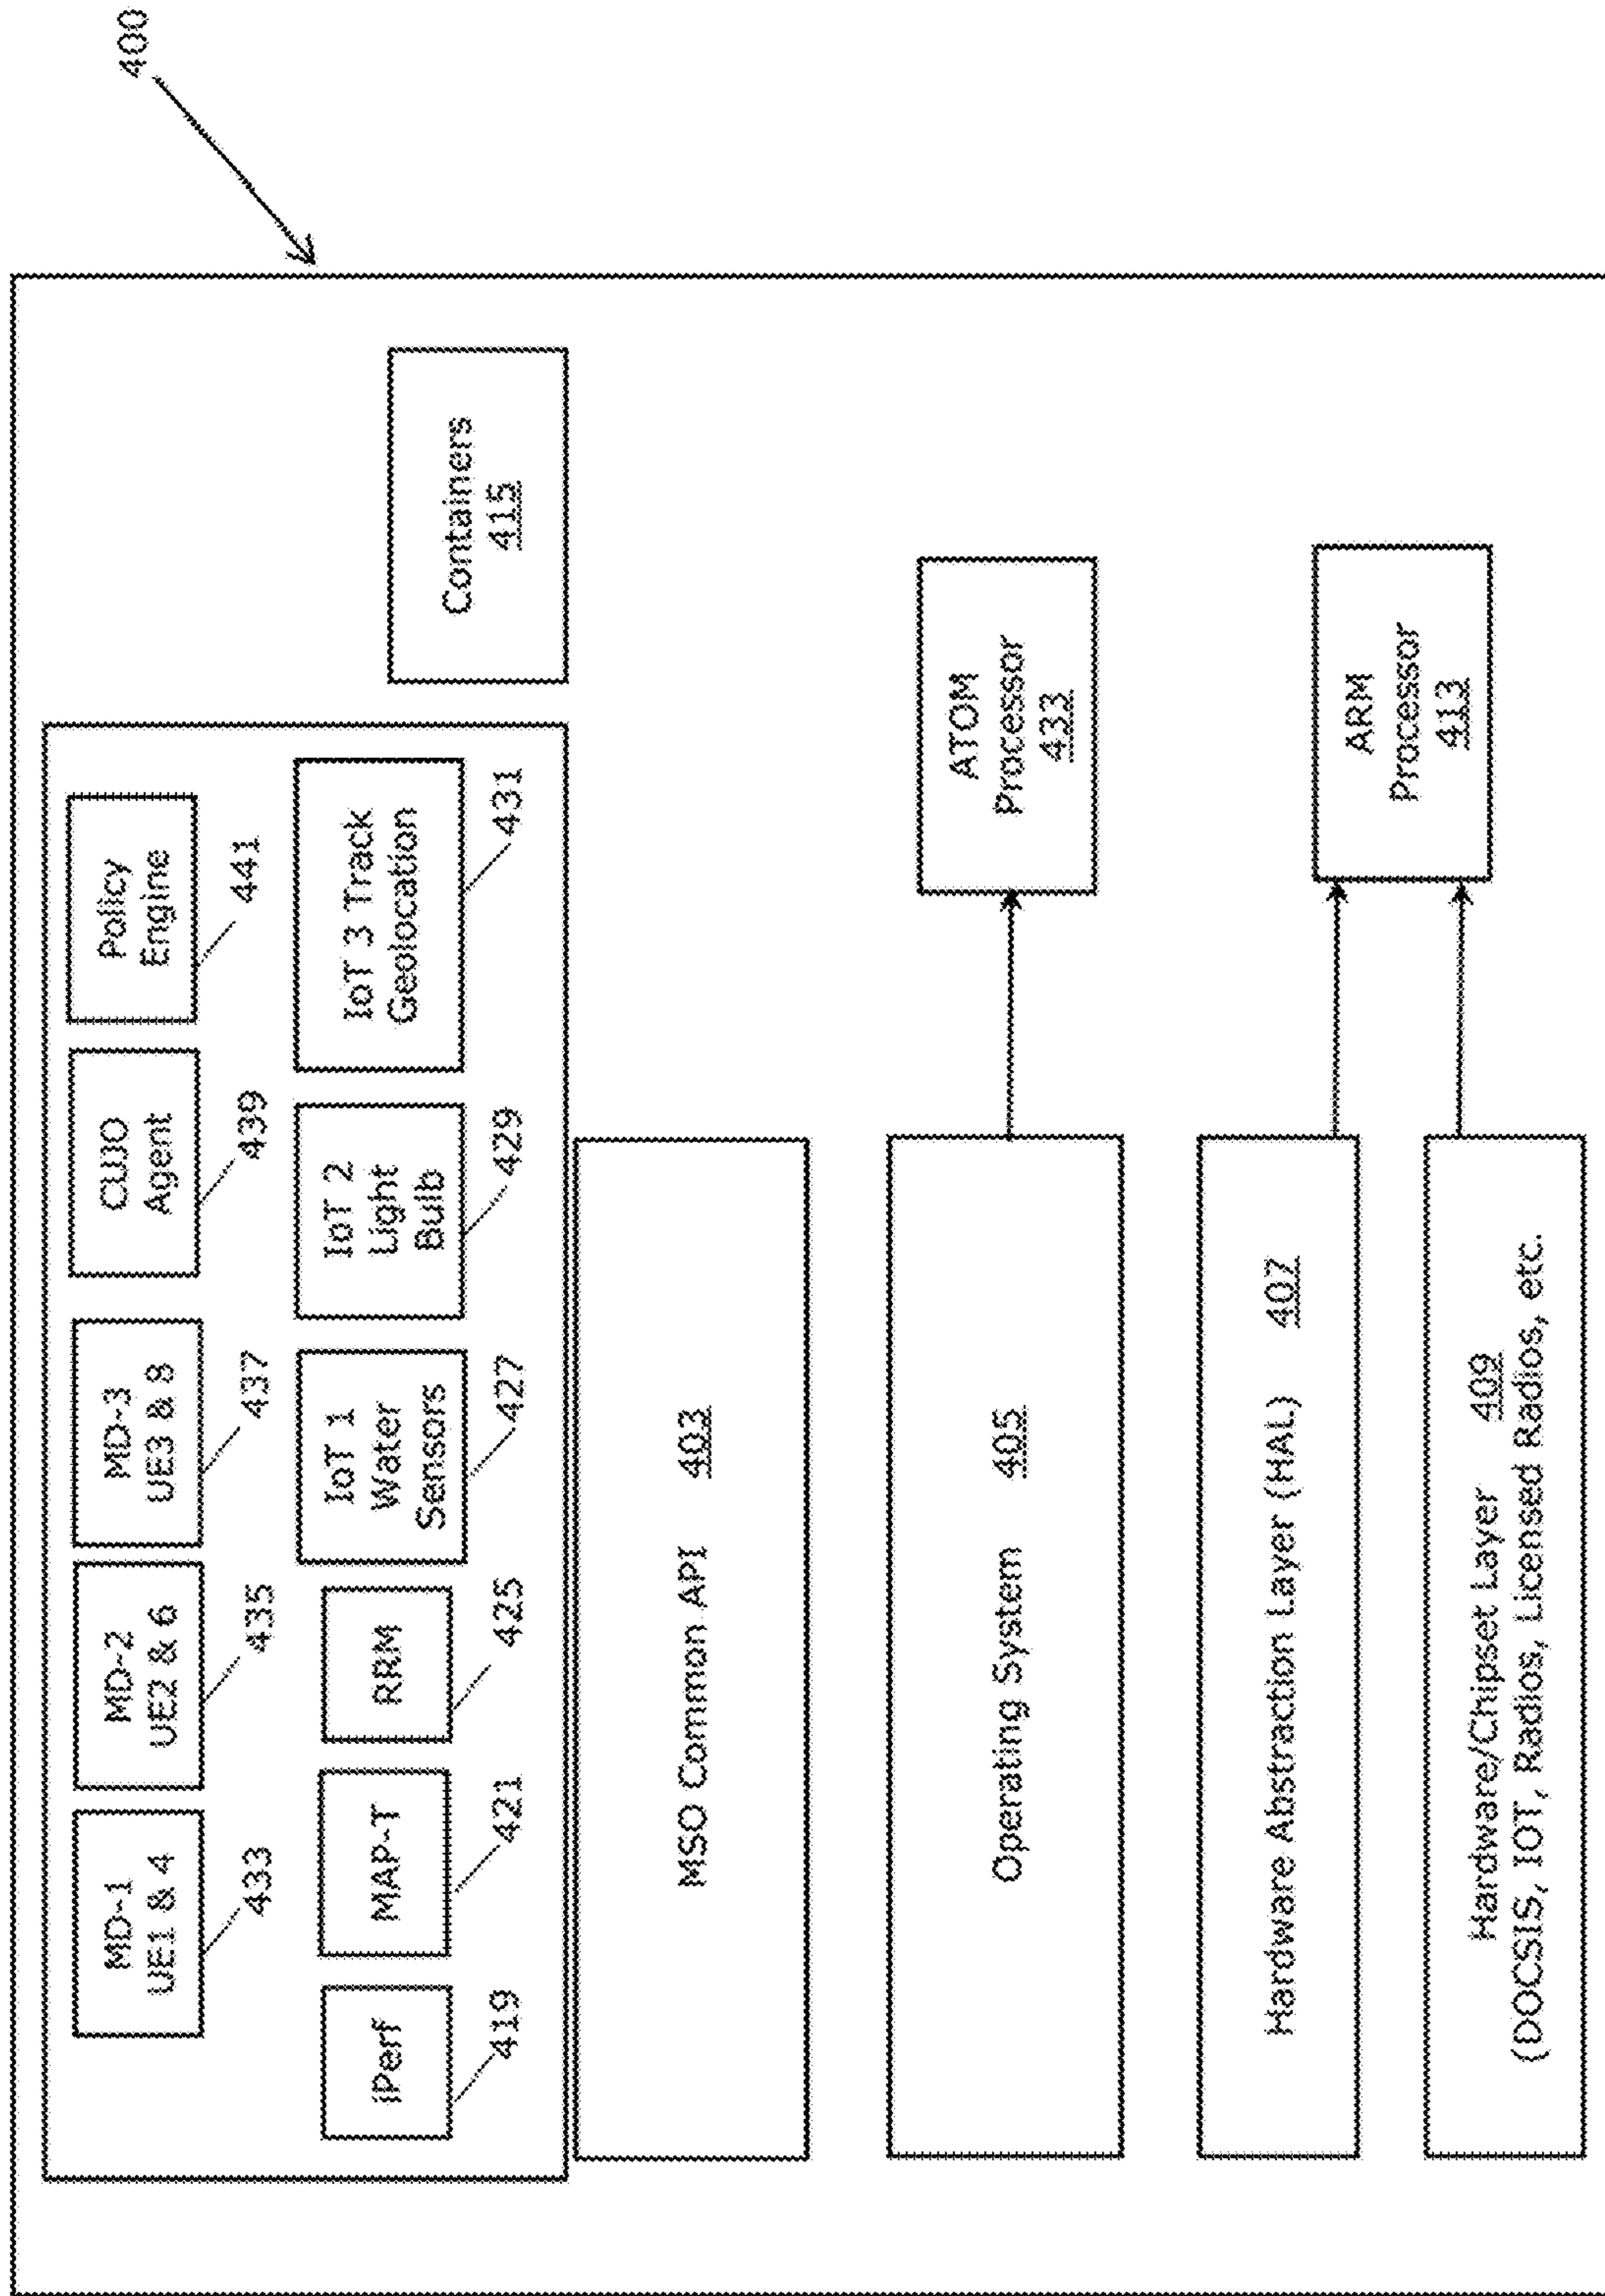 400
MD-1
UE1 & 4
433
MD-2
UE2 & 6
435
MD-3
UE3 & 8
437
CUJO
Agent
439
Policy
Engine
441
iPerf
419
MAP-T
421
RRM
425
IoT 1
Water
Sensors
427
IoT 2
Light
Bulb
429
IoT 3 Track
Geolocation
431
Containers
415
MSO Common API 403
Operating System 405
ATOM
Processor
433
Hardware Abstraction Layer (HAL) 407
ARM
Processor
413
Hardware/Chipset Layer 409
(DOCSIS, IOT, Radios, Licensed Radios, etc.